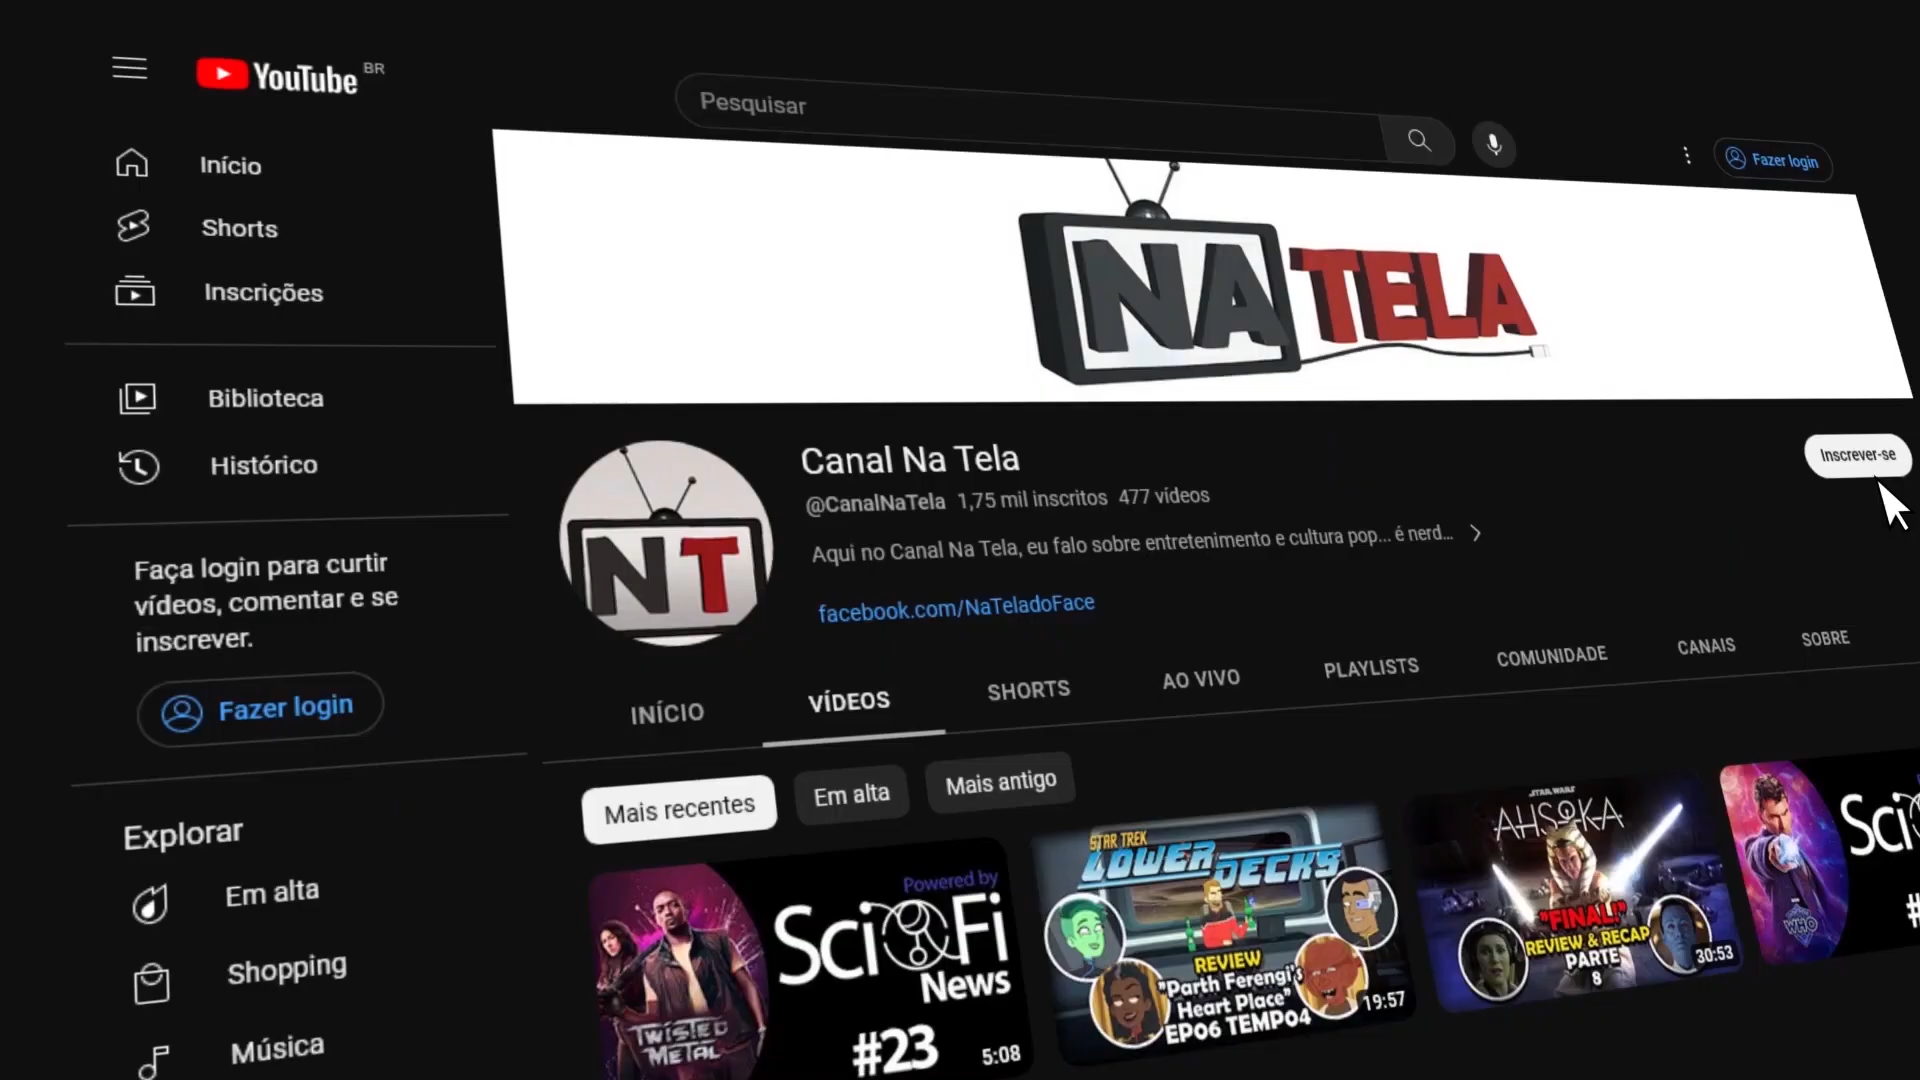 YouTube BR
Pesquisar
Fazer login
Início
Shorts
Inscrições
Biblioteca
Histórico
Faça login para curtir
vídeos, comentar e se
inscrever.
Fazer login
Explorar
Em alta
Shopping
Música
NA TELA
NT
Canal Na Tela
@CanalNaTela 1,75 mil inscritos 477 vídeos
Aqui no Canal Na Tela, eu falo sobre entretenimento e cultura pop... é nerd...
facebook.com/NaTeladoFace
Inscrever-se
INÍCIO VÍDEOS SHORTS AO VIVO PLAYLISTS COMUNIDADE CANAIS SOBRE
Mais recentes Em alta Mais antigo
TWISTED
METAL
Powered by
SciFi
News
#23
5:08
STAR TREK
LOWER DECKS
REVIEW
"Parth Ferengi's
Heart Place"
EP06 TEMP04
19:57
STAR WARS
AHSOKA
"FINAL!"
REVIEW & RECAP
PARTE
8
30:53
WHO
Sci
#